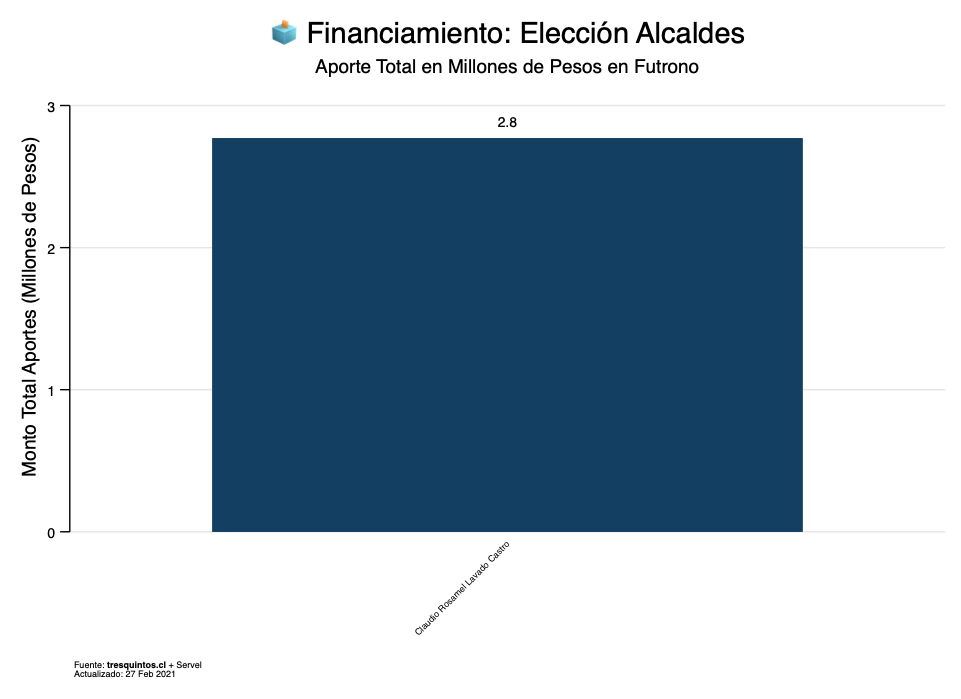 Financiamiento: Elección Alcaldes
Aporte Total en Millones de Pesos en Futrono
Monto Total Aportes (Millones de Pesos)
3
2
1
0
2.8
Claudio Rosamel Lavado Castro
Fuente: tresquintos.cl + Servel
Actualizado: 27 Feb 2021